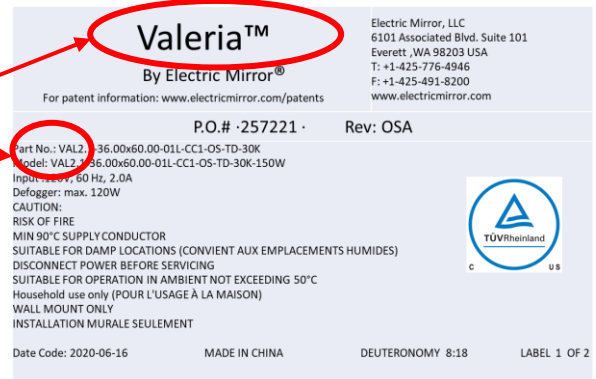 Valeria™
By Electric Mirror®
For patent information: www.electricmirror.com/patents
Electric Mirror, LLC
6101 Associated Blvd. Suite 101
Everett ,WA 98203 USA
T: +1-425-776-4946
F: +1-425-491-8200
www.electricmirror.com
P.O.# ·257221 · Rev: OSA
Part No.: VAL2. -36.00x60.00-01L-CC1-OS-TD-30K
Model: VAL2.1-36.00x60.00-01L-CC1-OS-TD-30K-150W
Input :120V, 60 Hz, 2.0A
Defogger: max. 120W
CAUTION:
RISK OF FIRE
MIN 90°C SUPPLY CONDUCTOR
SUITABLE FOR DAMP LOCATIONS (CONVIENT AUX EMPLACEMENTS HUMIDES)
DISCONNECT POWER BEFORE SERVICING
SUITABLE FOR OPERATION IN AMBIENT NOT EXCEEDING 50°C
Household use only (POUR L'USAGE À LA MAISON)
WALL MOUNT ONLY
INSTALLATION MURALE SEULEMENT
TÜVRheinland
C US
Date Code: 2020-06-16 MADE IN CHINA DEUTERONOMY 8:18 LABEL 1 OF 2